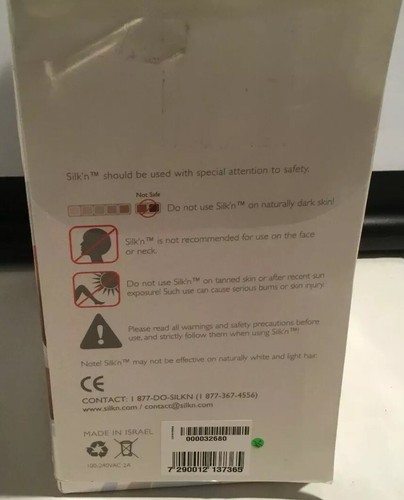 Silk'n™ should be used with special attention to safety.
Not Safe
Do not use Silk'n™ on naturally dark skin!
Silk'n™ is not recommended for use on the face
or neck.
Do not use Silk'n™ on tanned skin or after recent sun
exposure! Such use can cause serious burns or skin injury.
Please read all warnings and safety precautions before
use, and strictly follow them when using Silk'n™!
Note! Silk'n™ may not be effective on naturally white and light hair.
CE
CONTACT: 1 877-DO-SILKN (1 877-367-4556)
www.silkn.com / contact@silkn.com
MADE IN ISRAEL
000032680
100-240VAC 2A
7 290012 137365